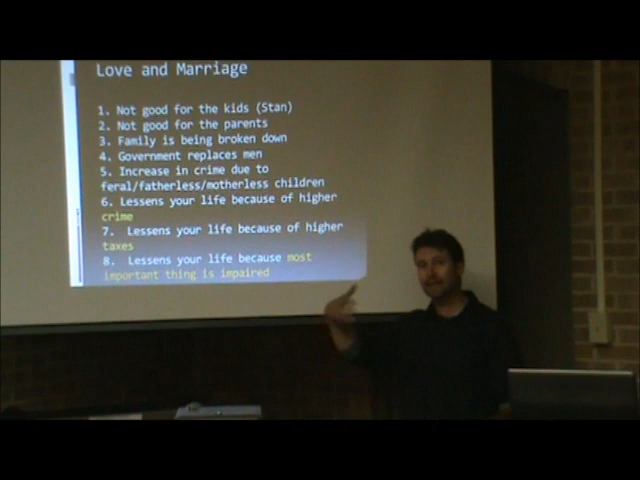 Love and Marriage
1. Not good for the kids (Stan)
2. Not good for the parents
3. Family is being broken down
4. Government replaces men
5. Increase in crime due to
feral/fatherless/motherless children
6. Lessens your life because of higher
crime
7. Lessens your life because of higher
taxes
8. Lessens your life because most
important thing is impaired